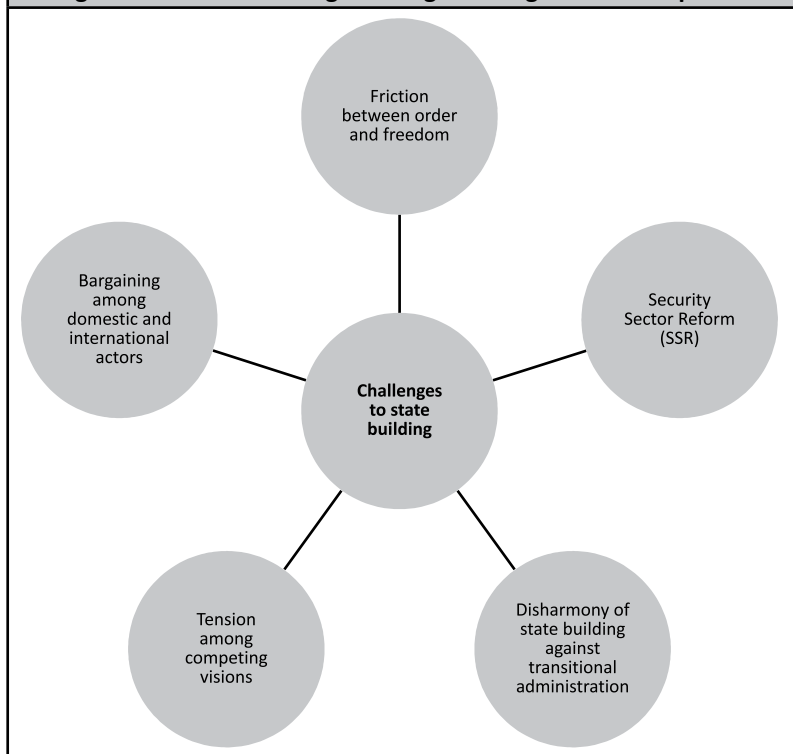 Friction
between order
and freedom
Bargaining
among
domestic and
international
actors
Security
Sector Reform
(SSR)
Challenges
to state
building
Tension
among
competing
visions
Disharmony of
state building
against
transitional
administration